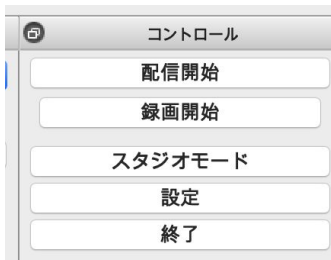 コントロール
配信開始
録画開始
スタジオモード
設定
終了